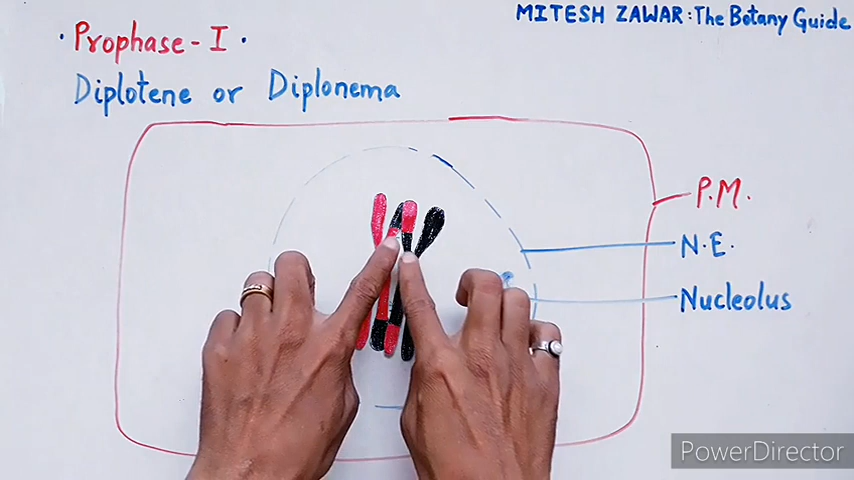 MITESH ZAWAR: The Botany Guide
• Prophase - I •
Diplotene or Diplonema
P.M.
N.E.
Nucleolus
PowerDirector